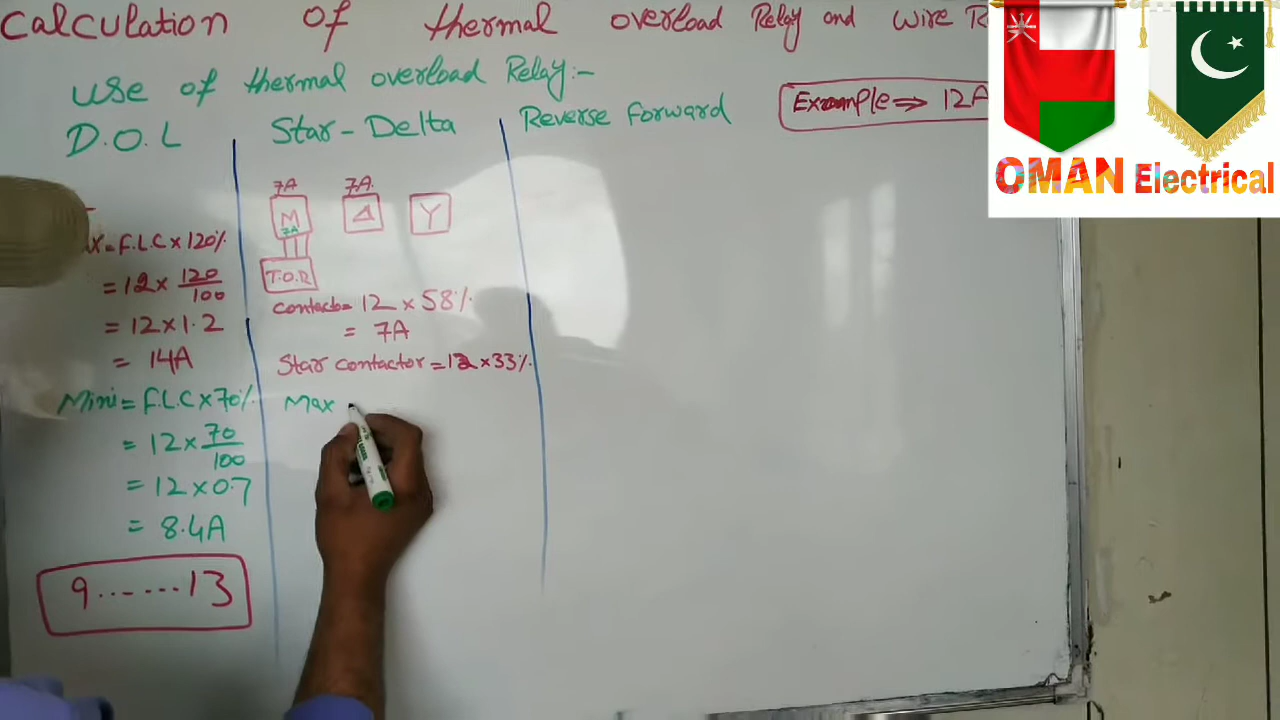 Calculation of thermal overload Relay and wire R
use of thermal overload Relay:-
Example ⇒ 12A
OMAN Electrical
D.O.L
= F.L.C × 120%
= 12 × 120/100
= 12 × 1.2
= 14A
Mini = F.L.C × 70%
= 12 × 70/100
= 12 × 0.7
= 8.4A
9......13
Star-Delta
7A 7A
M Δ Y
7A
T.O.R
contacto= 12 × 58%
= 7A
Star contactor = 12 × 33%
Max
Reverse Forward